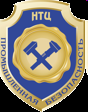 НТЦ
ПРОМЫШЛЕННАЯ БЕЗОПАСНОСТЬ